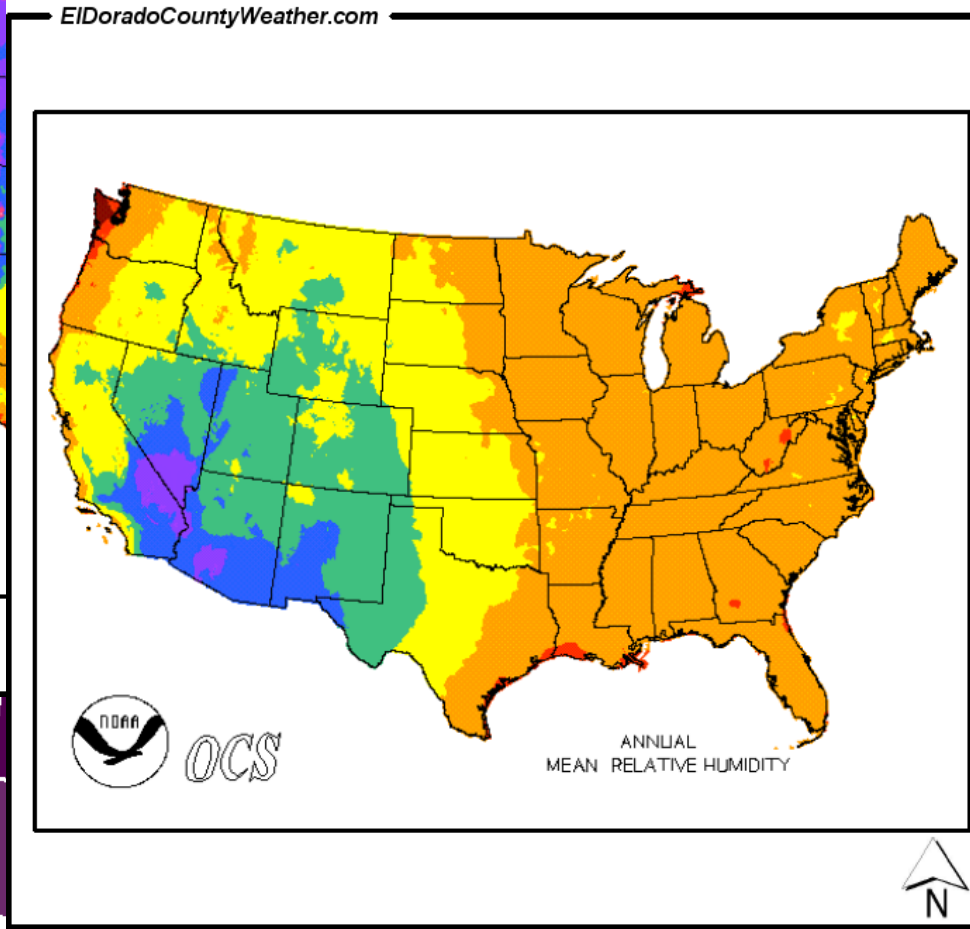 ElDoradoCountyWeather.com
NOAA
OCS
ANNUAL
MEAN RELATIVE HUMIDITY
N